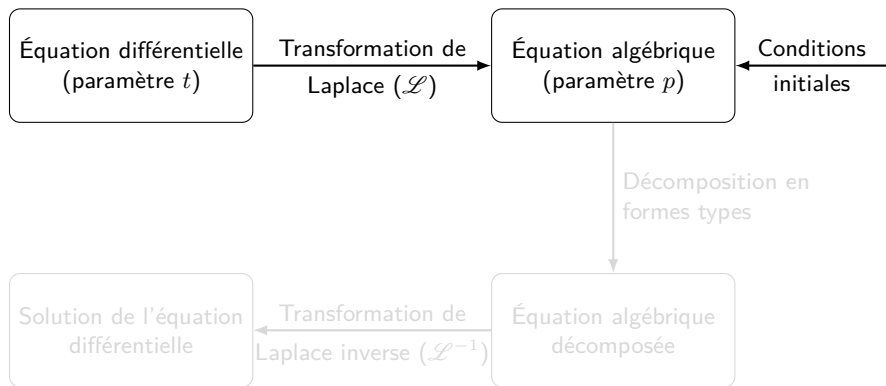 Équation différentielle
(paramètre t)
Transformation de
Laplace (ℒ)
Équation algébrique
(paramètre p)
Conditions
initiales
Décomposition en
formes types
Solution de l'équation
différentielle
Transformation de
Laplace inverse (ℒ⁻¹)
Équation algébrique
décomposée